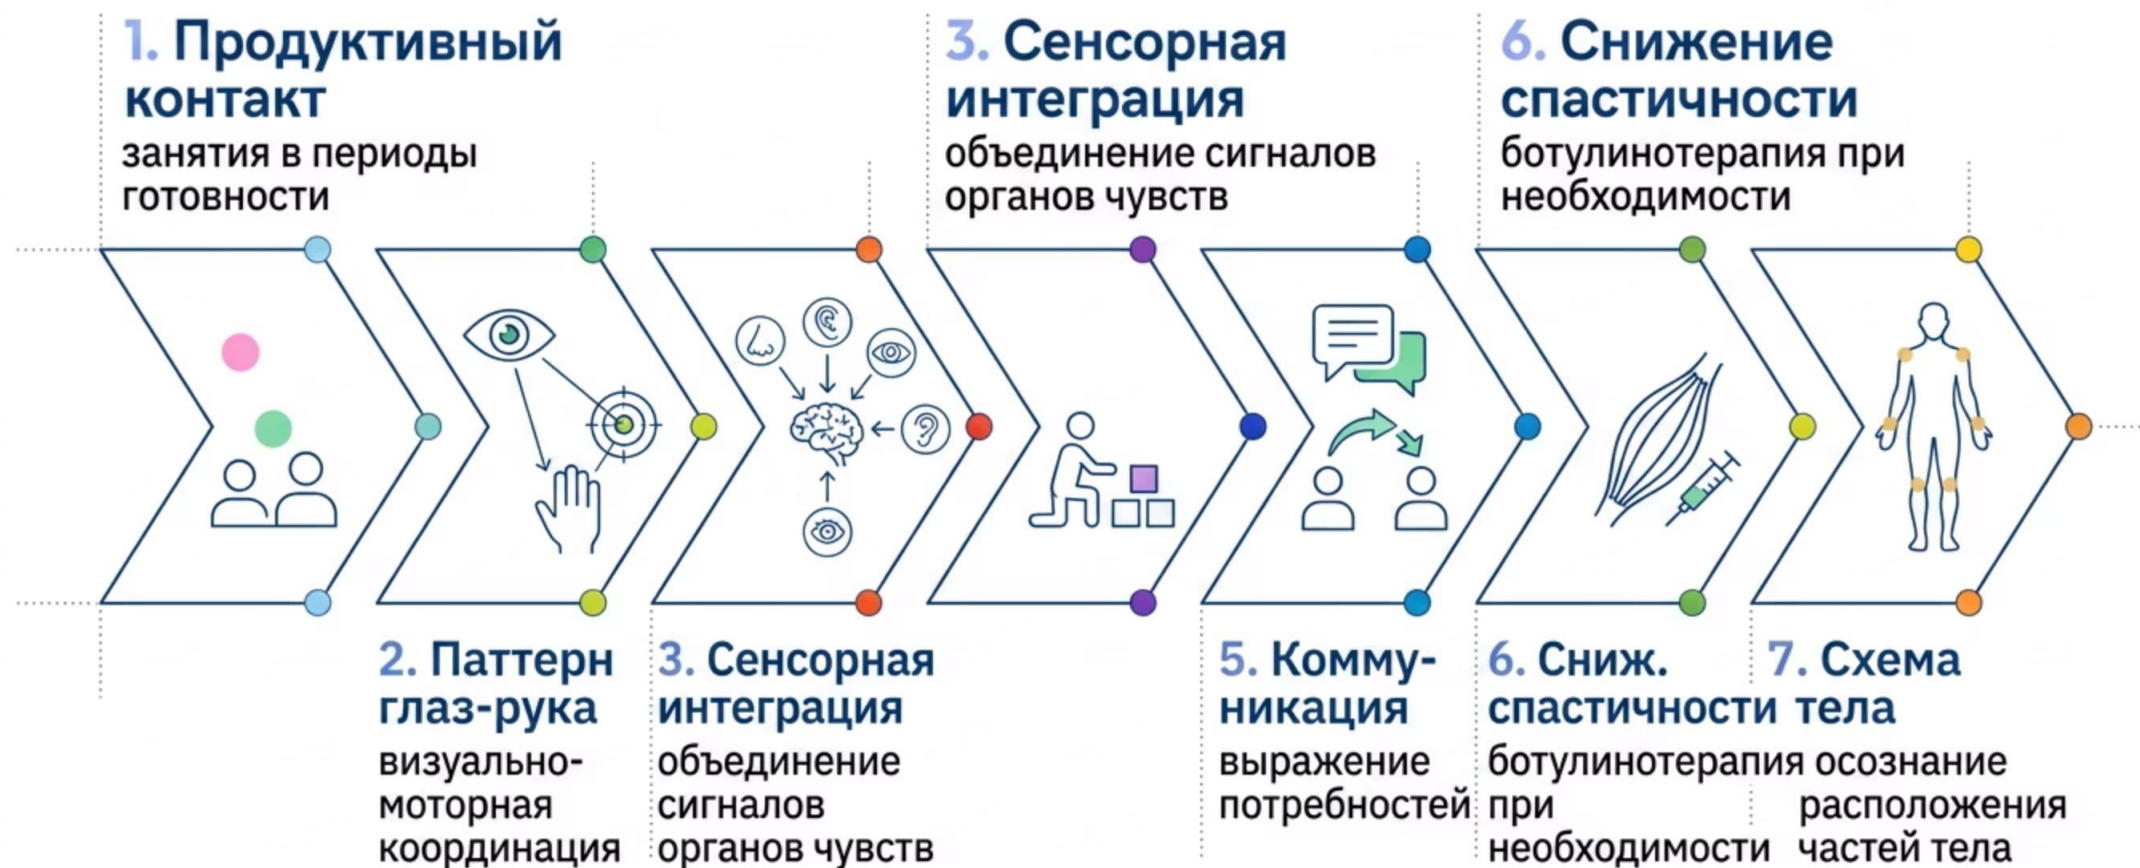 1. Продуктивный
контакт
занятия в периоды
готовности
3. Сенсорная
интеграция
объединение сигналов
органов чувств
6. Снижение
спастичности
ботулинотерапия при
необходимости
2. Паттерн
глаз-рука
визуально-
моторная
координация
3. Сенсорная
интеграция
объединение
сигналов
органов чувств
5. Комму-
никация
выражение
потребностей
6. Сниж.
спастичности
ботулинотерапия
при
необходимости
7. Схема
тела
осознание
расположения
частей тела